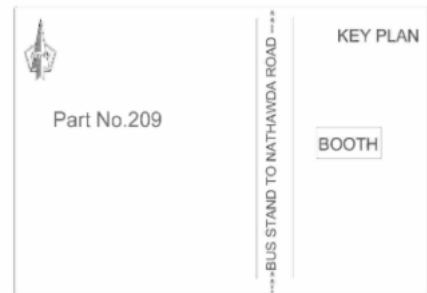 KEY PLAN
Part No.209
BOOTH
BUS STAND TO NATHAWDA ROAD